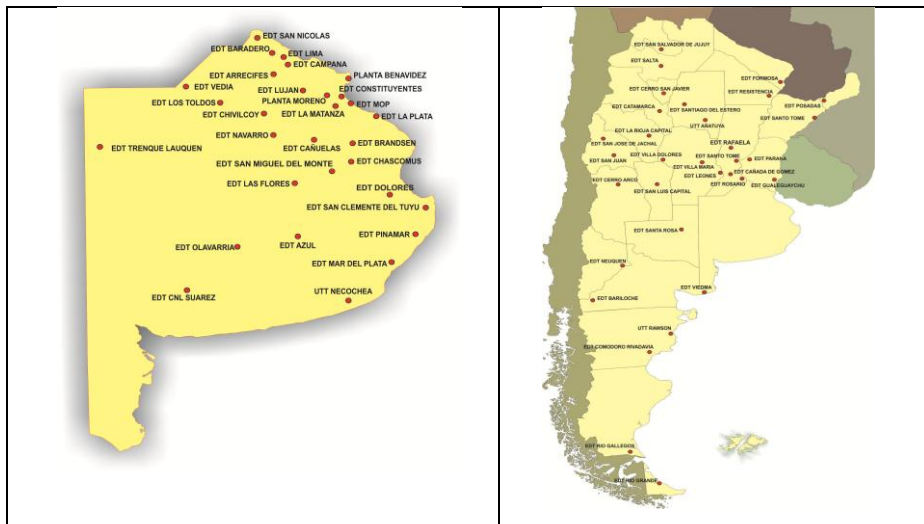 EDT SAN NICOLAS
EDT BARADERO
EDT LIMA
EDT CAMPANA
EDT ARRECIFES
PLANTA BENAVIDEZ
EDT VEDIA
EDT LUJAN
EDT CONSTITUYENTES
EDT LOS TOLDOS
PLANTA MORENO
EDT MOP
EDT CHIVILCOY
EDT LA MATANZA
EDT LA PLATA
EDT NAVARRO
EDT TRENQUE LAUQUEN
EDT CAÑUELAS
EDT BRANDSEN
EDT SAN MIGUEL DEL MONTE
EDT CHASCOMUS
EDT LAS FLORES
EDT DOLORES
EDT SAN CLEMENTE DEL TUYU
EDT PINAMAR
EDT OLAVARRIA
EDT AZUL
EDT MAR DEL PLATA
EDT CNL SUAREZ
UTT NECOCHEA
EDT SAN SALVADOR DE JUJUY
EDT SALTA
EDT FORMOSA
EDT CERRO SAN JAVIER
EDT RESISTENCIA
EDT POSADAS
EDT CATAMARCA
EDT SANTIAGO DEL ESTERO
EDT SANTO TOME
UTT AÑATUYA
EDT LA RIOJA CAPITAL
EDT SAN JOSE DE JACHAL
EDT RAFAELA
EDT SAN JUAN
EDT VILLA DOLORES
EDT SANTO TOME
EDT PARANA
EDT VILLA MARIA
EDT CERRO ARCO
EDT LEONES
EDT CAÑADA DE GOMEZ
EDT ROSARIO
EDT GUALEGUAYCHU
EDT SAN LUIS CAPITAL
EDT SANTA ROSA
EDT NEUQUEN
EDT VIEDMA
EDT BARILOCHE
UTT RAWSON
EDT COMODORO RIVADAVIA
EDT RIO GALLEGOS
EDT RIO GRANDE